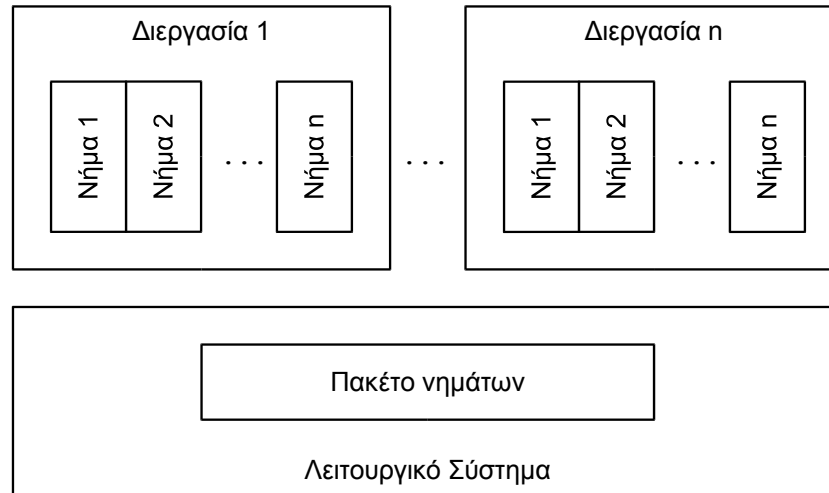 Διεργασία 1
Νήμα 1
Νήμα 2
. . .
Νήμα n
. . .
Διεργασία n
Νήμα 1
Νήμα 2
. . .
Νήμα n
Πακέτο νημάτων
Λειτουργικό Σύστημα